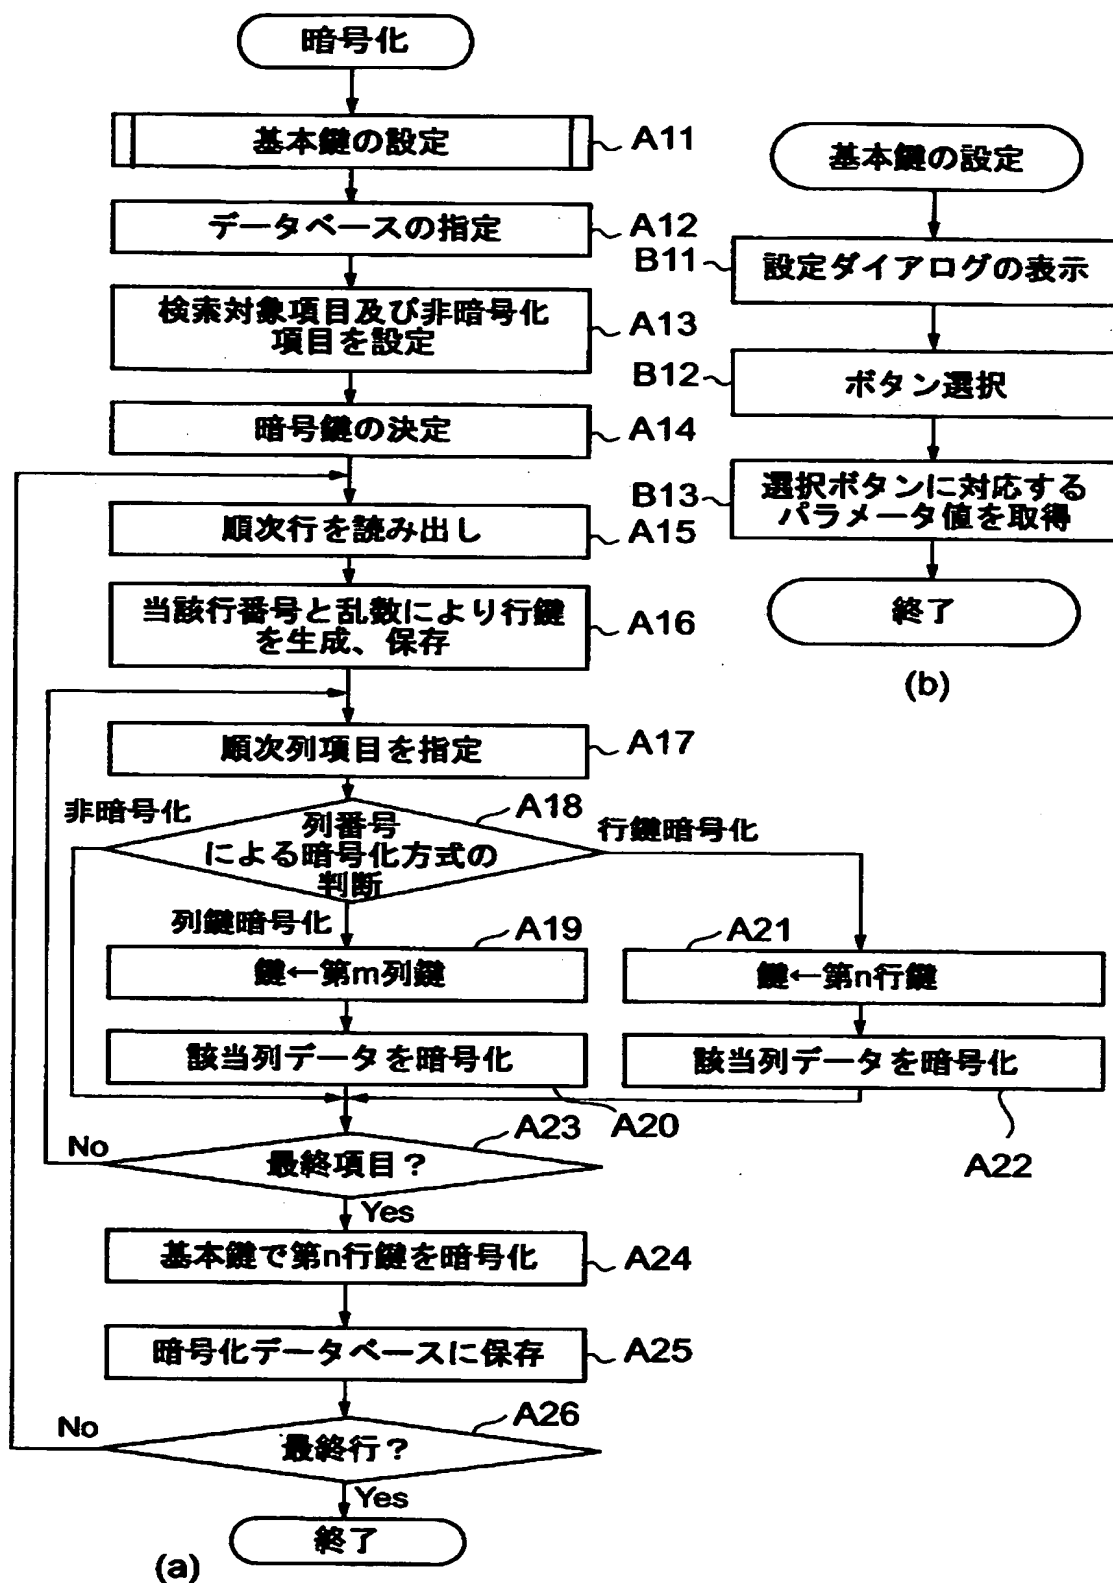 暗号化
基本鍵の設定
A11
データベースの指定
A12
検索対象項目及び非暗号化
項目を設定
A13
暗号鍵の決定
A14
順次行を読み出し
A15
当該行番号と乱数により行鍵
を生成、保存
A16
順次列項目を指定
A17
非暗号化
A18
列番号
による暗号化方式の
判断
行鍵暗号化
列鍵暗号化
A19
鍵←第m列鍵
A21
鍵←第n行鍵
該当列データを暗号化
A20
該当列データを暗号化
A22
A23
No
最終項目？
Yes
基本鍵で第n行鍵を暗号化
A24
暗号化データベースに保存
A25
A26
No
最終行？
Yes
終了
(a)
基本鍵の設定
B11
設定ダイアログの表示
B12
ボタン選択
B13
選択ボタンに対応する
パラメータ値を取得
終了
(b)